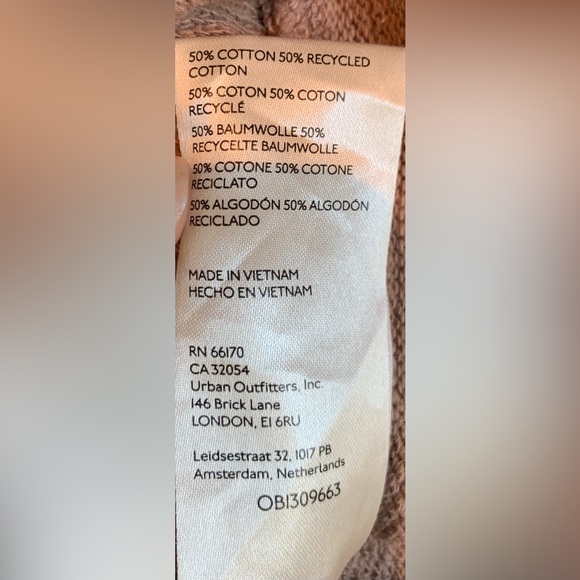 50% COTTON 50% RECYCLED
COTTON
50% COTON 50% COTON
RECYCLÉ
50% BAUMWOLLE 50%
RECYCELTE BAUMWOLLE
50% COTONE 50% COTONE
RECICLATO
50% ALGODÓN 50% ALGODÓN
RECICLADO
MADE IN VIETNAM
HECHO EN VIETNAM
RN 66170
CA 32054
Urban Outfitters, Inc.
146 Brick Lane
LONDON, E1 6RU
Leidsestraat 32, 1017 PB
Amsterdam, Netherlands
OB1309663